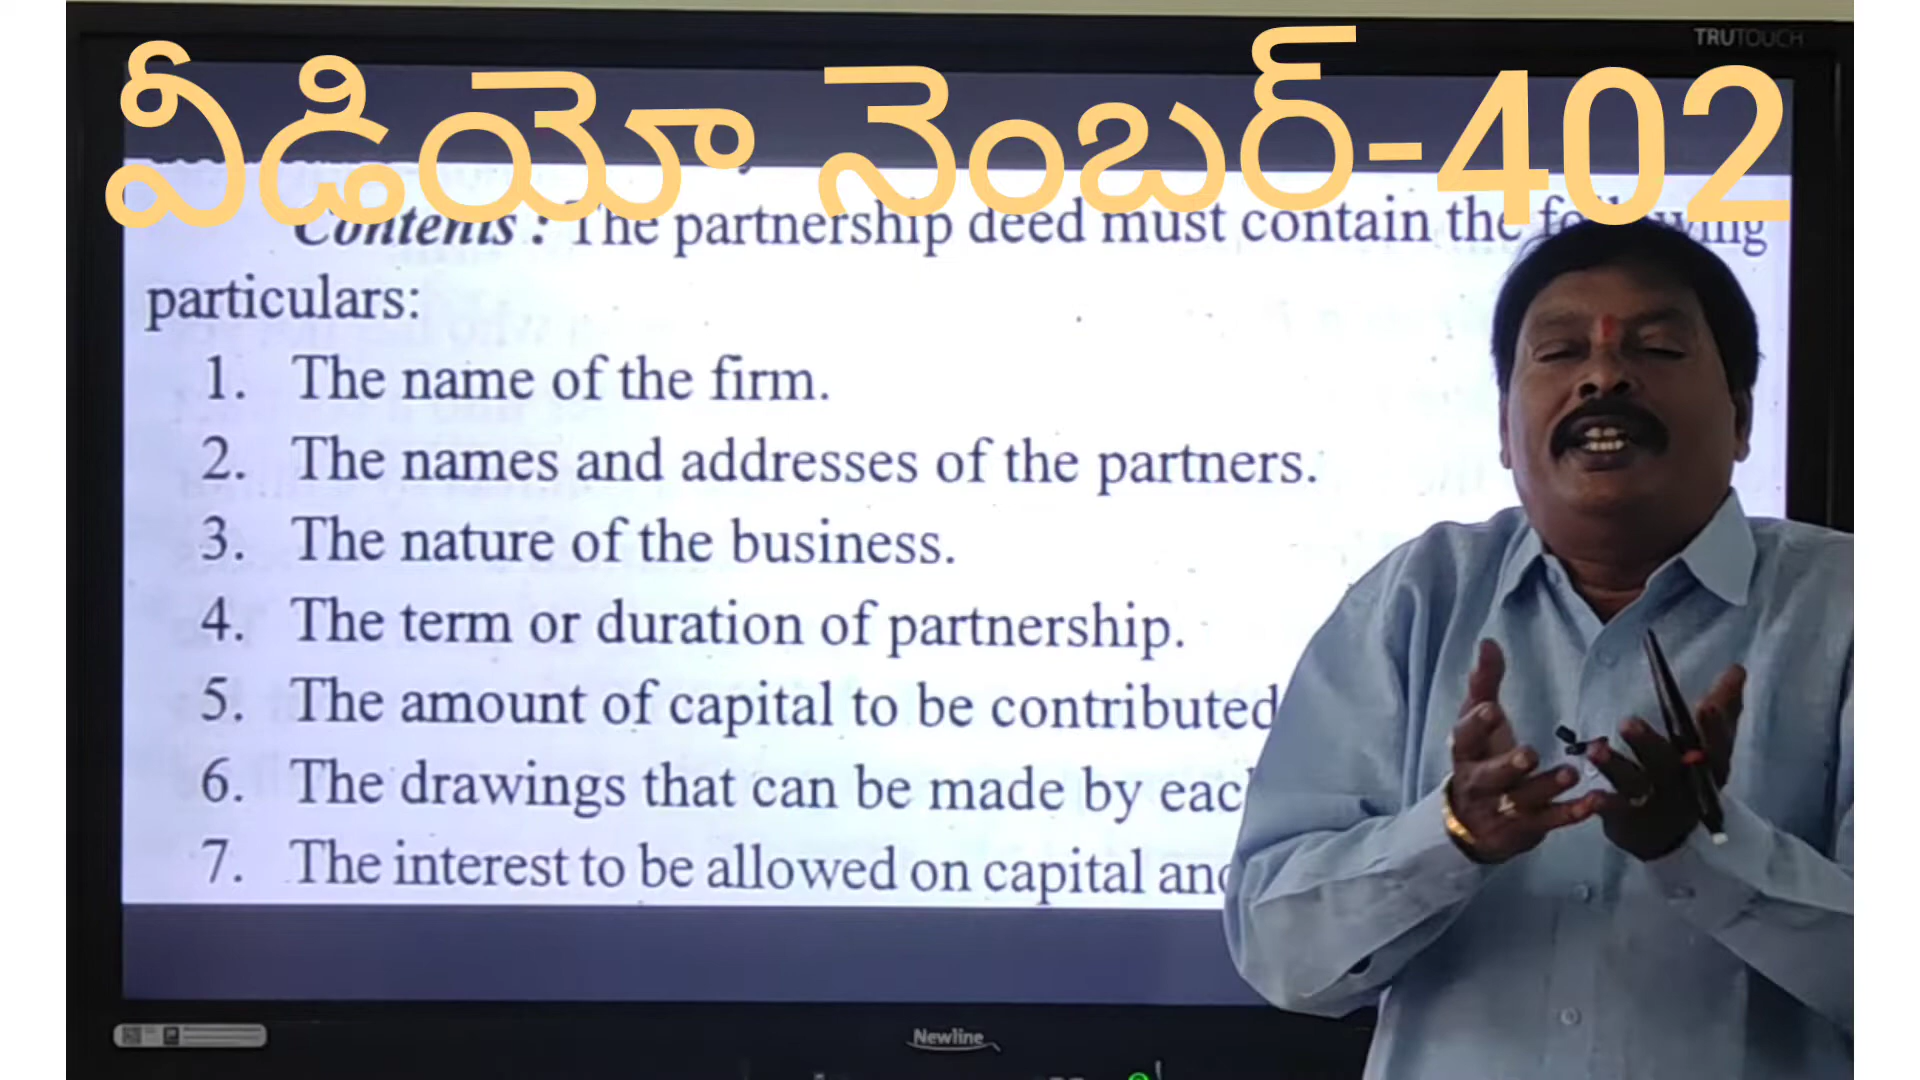 TRUTOUCH
వీడియో నెంబర్-402
Contents : The partnership deed must contain the following
particulars:
1. The name of the firm.
2. The names and addresses of the partners.
3. The nature of the business.
4. The term or duration of partnership.
5. The amount of capital to be contributed
6. The drawings that can be made by
7. The interest to be allowed on capital
Newline